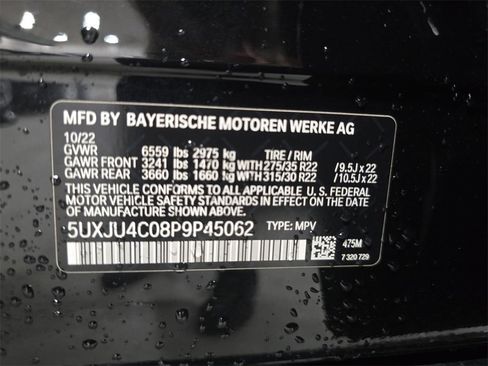 MFD BY BAYERISCHE MOTOREN WERKE AG
10/22
GVWR 6559 lbs 2975 kg TIRE / RIM
GAWR FRONT 3241 lbs 1470 kg WITH 275/35 R22 / 9.5J x 22
GAWR REAR 3660 lbs 1660 kg WITH 315/30 R22 / 10.5J x 22
THIS VEHICLE CONFORMS TO ALL APPLICABLE U. S. FEDERAL
MOTOR VEHICLE SAFETY STANDARDS IN EFFECT ON THE
DATE OF MANUFACTURE SHOWN ABOVE.
5UXJU4C08P9P45062 TYPE: MPV
475M
7 320 729